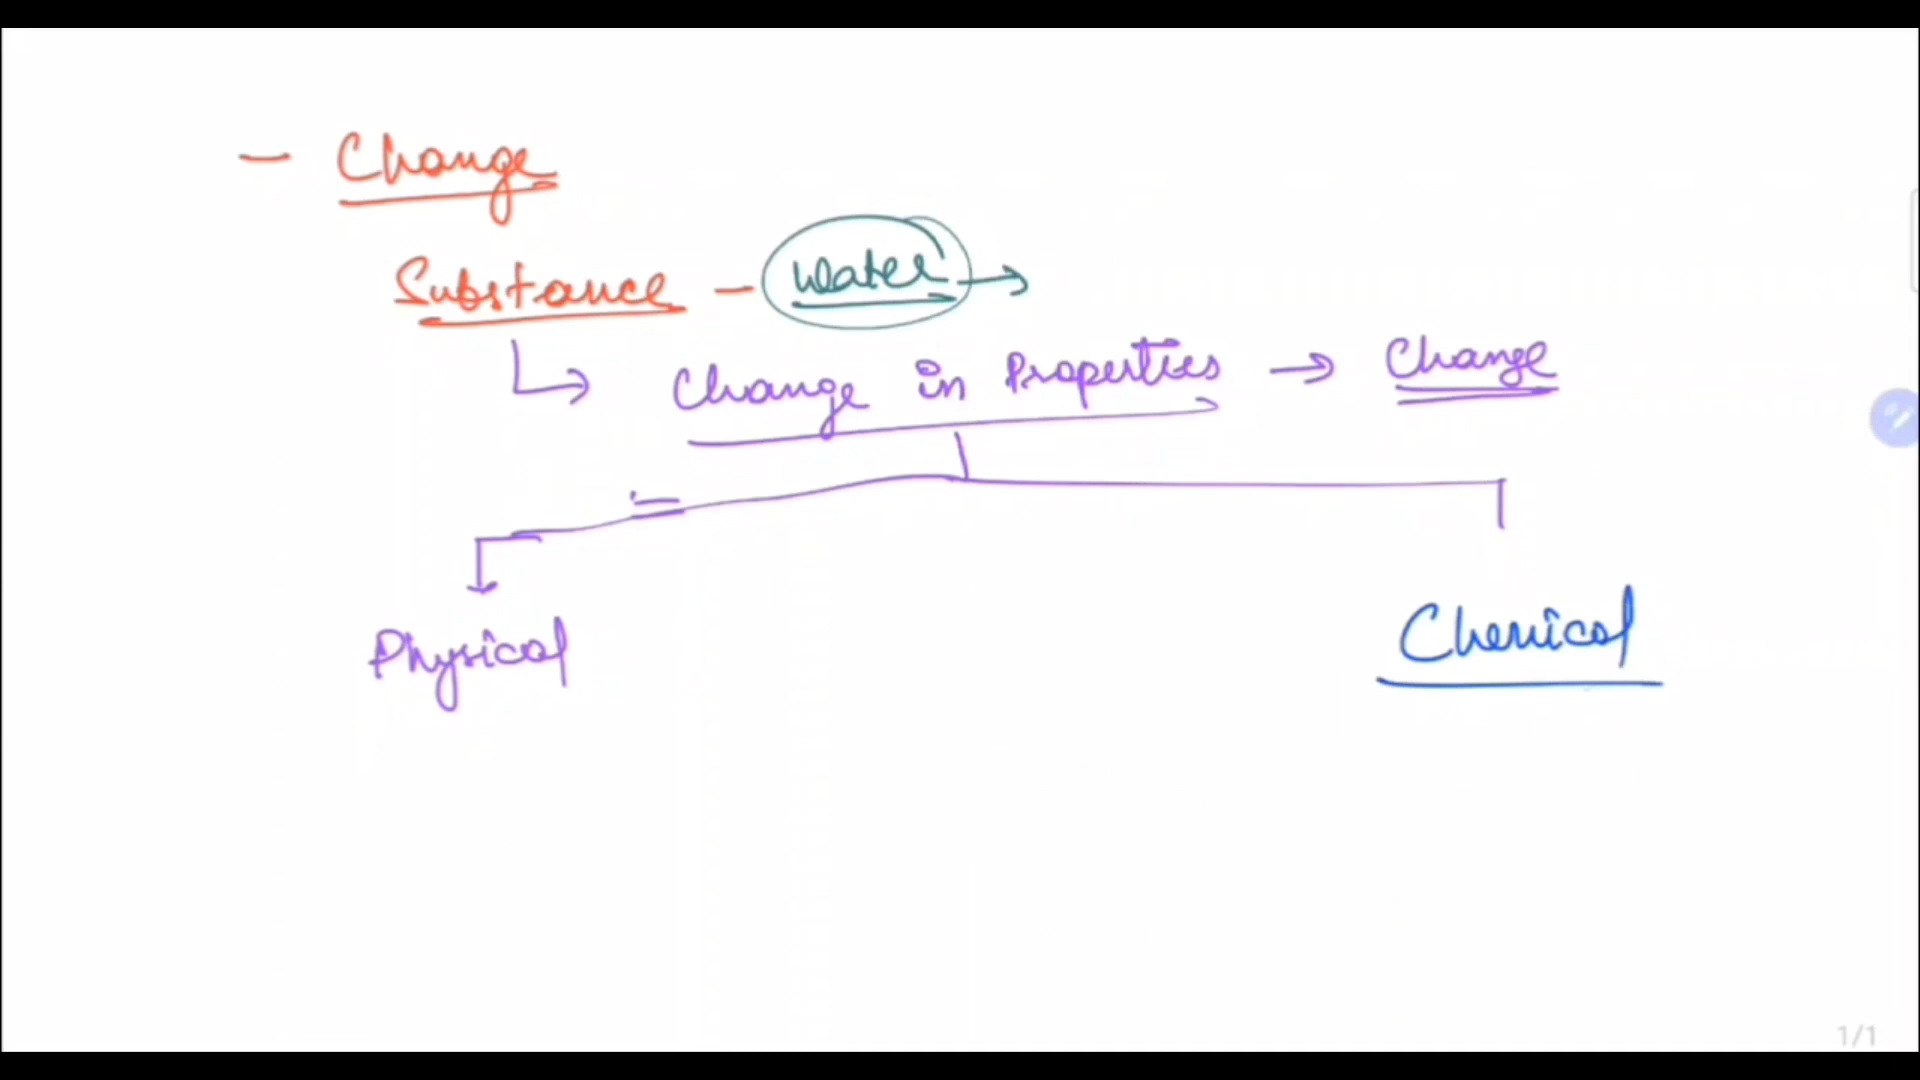 - Change
Substance - Water →
↳ Change in Properties → Change
Physical
Chemical
1/1